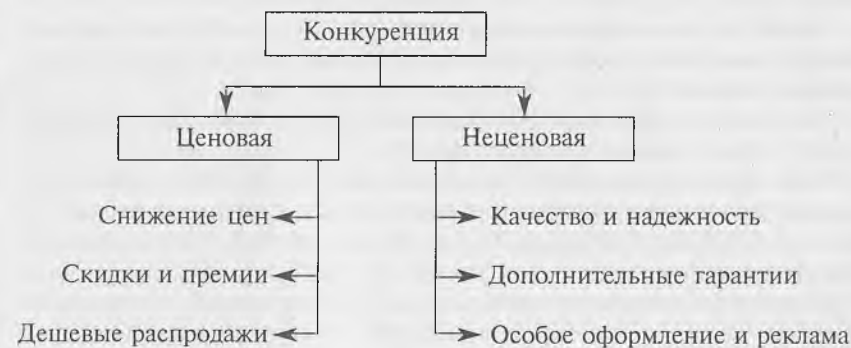 Конкуренция
Ценовая
Неценовая
Снижение цен
Качество и надежность
Скидки и премии
Дополнительные гарантии
Дешевые распродажи
Особое оформление и реклама